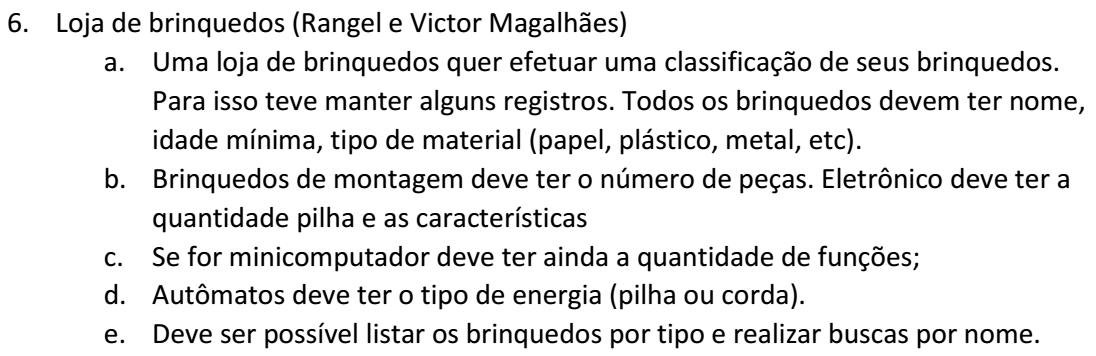 6. Loja de brinquedos (Rangel e Victor Magalhães)
a. Uma loja de brinquedos quer efetuar uma classificação de seus brinquedos.
Para isso teve manter alguns registros. Todos os brinquedos devem ter nome,
idade mínima, tipo de material (papel, plástico, metal, etc).
b. Brinquedos de montagem deve ter o número de peças. Eletrônico deve ter a
quantidade pilha e as características
c. Se for minicomputador deve ter ainda a quantidade de funções;
d. Autômatos deve ter o tipo de energia (pilha ou corda).
e. Deve ser possível listar os brinquedos por tipo e realizar buscas por nome.